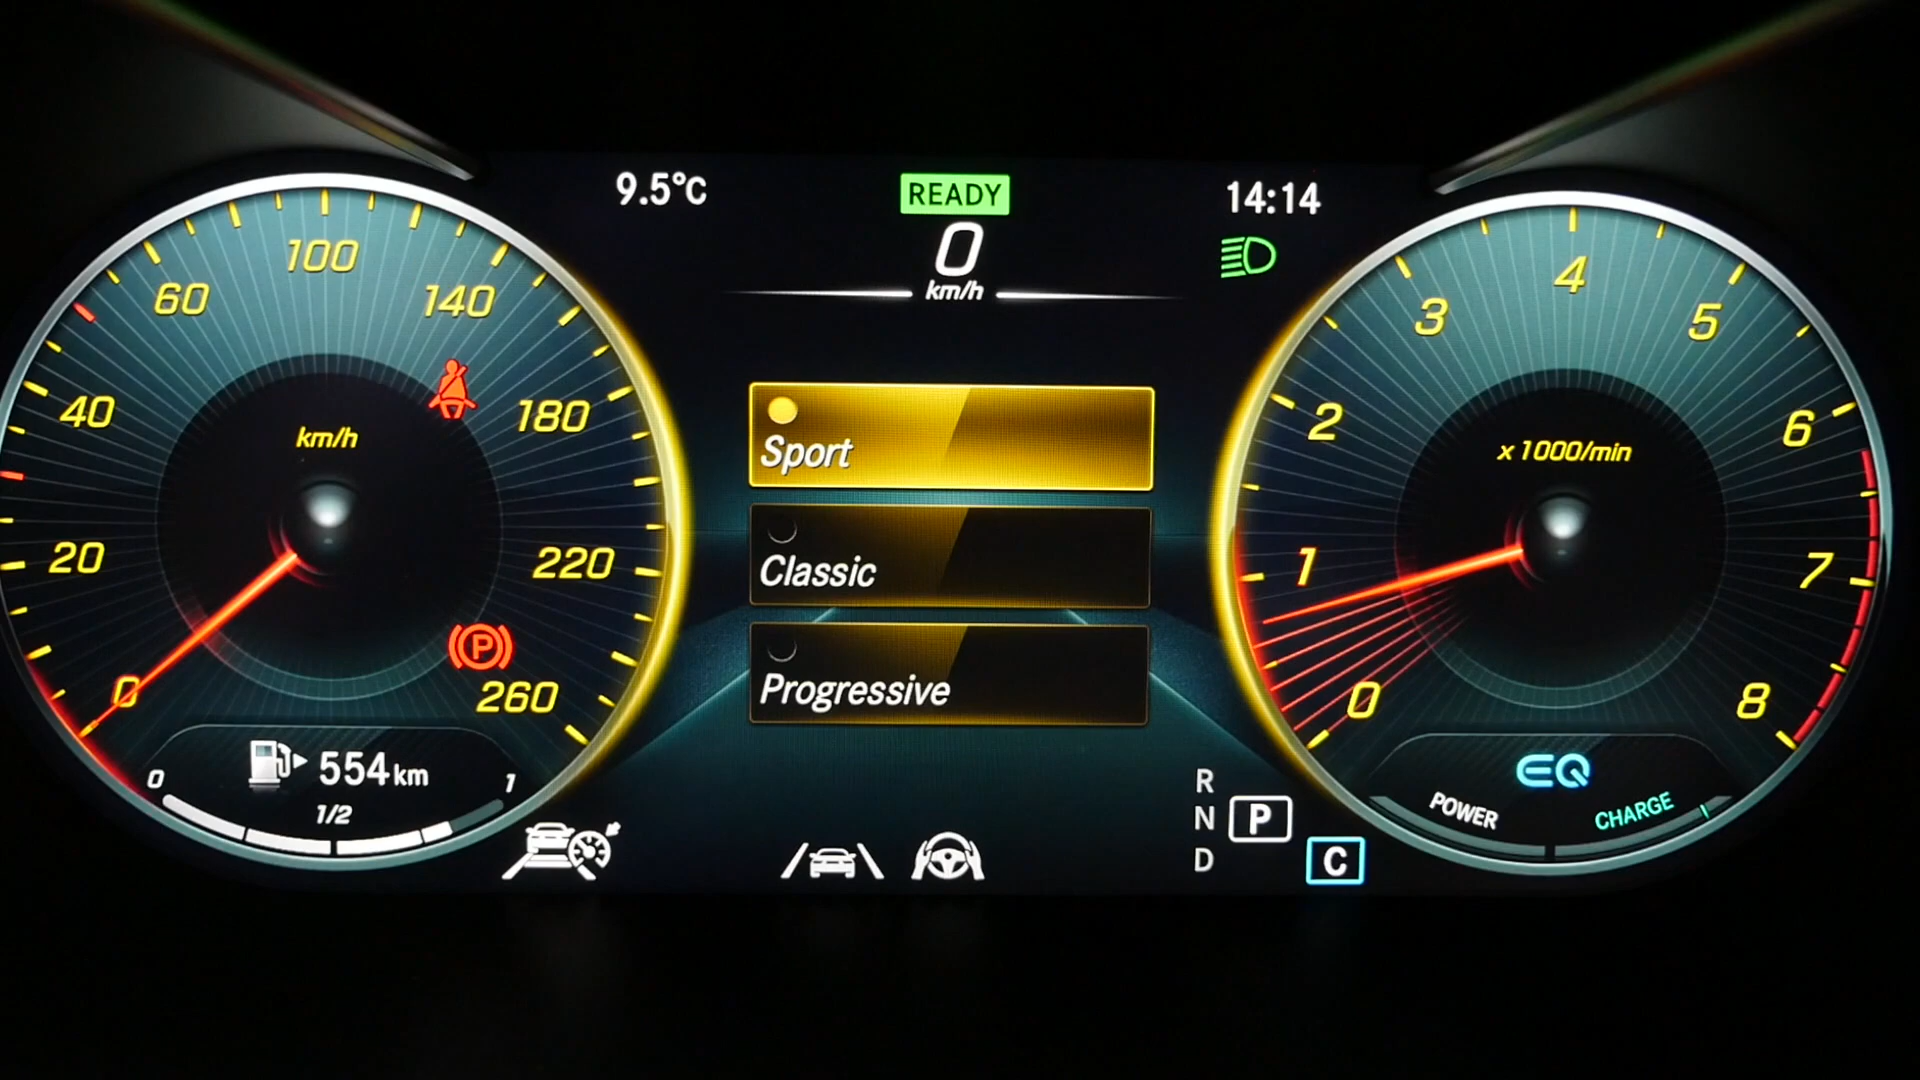 9.5°C
READY
14:14
0
km/h
100
60
140
40
180
km/h
20
220
0
260
554 km
0
1
1/2
Sport
Classic
Progressive
4
3
5
2
6
x 1000/min
1
7
0
8
EQ
POWER
CHARGE
R
N
D
P
C
P